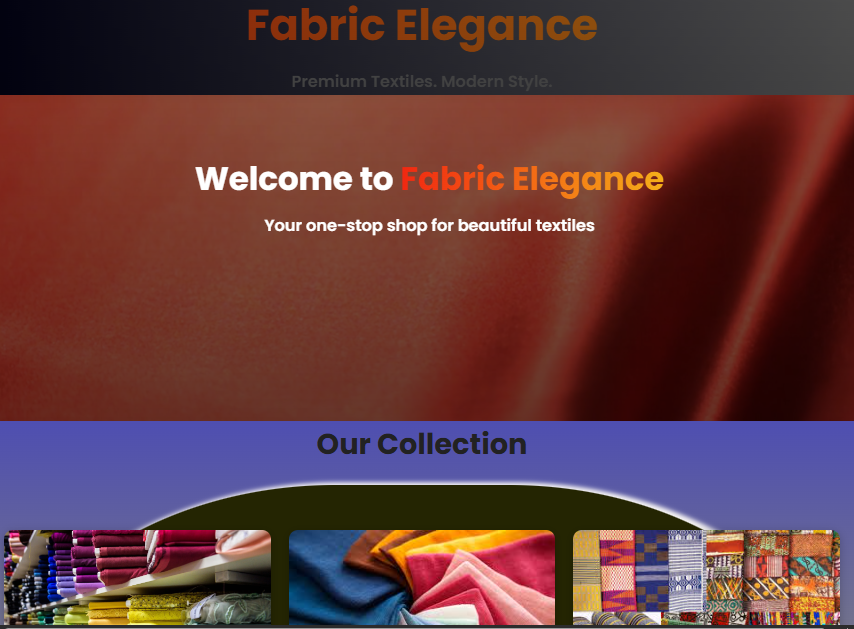 Fabric Elegance
Premium Textiles. Modern Style.
Welcome to Fabric Elegance
Your one-stop shop for beautiful textiles
Our Collection